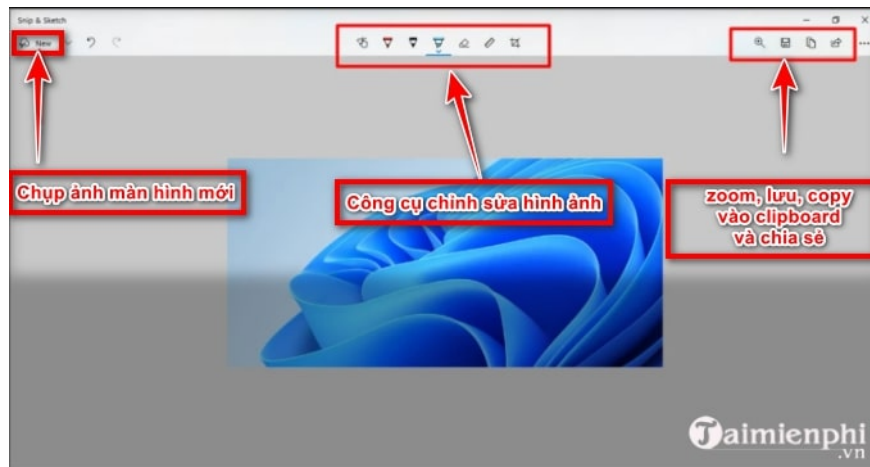 Snip & Sketch
New
Chụp ảnh màn hình mới
Công cụ chỉnh sửa hình ảnh
zoom, lưu, copy
vào clipboard
và chia sẻ
Taimienphi
.vn